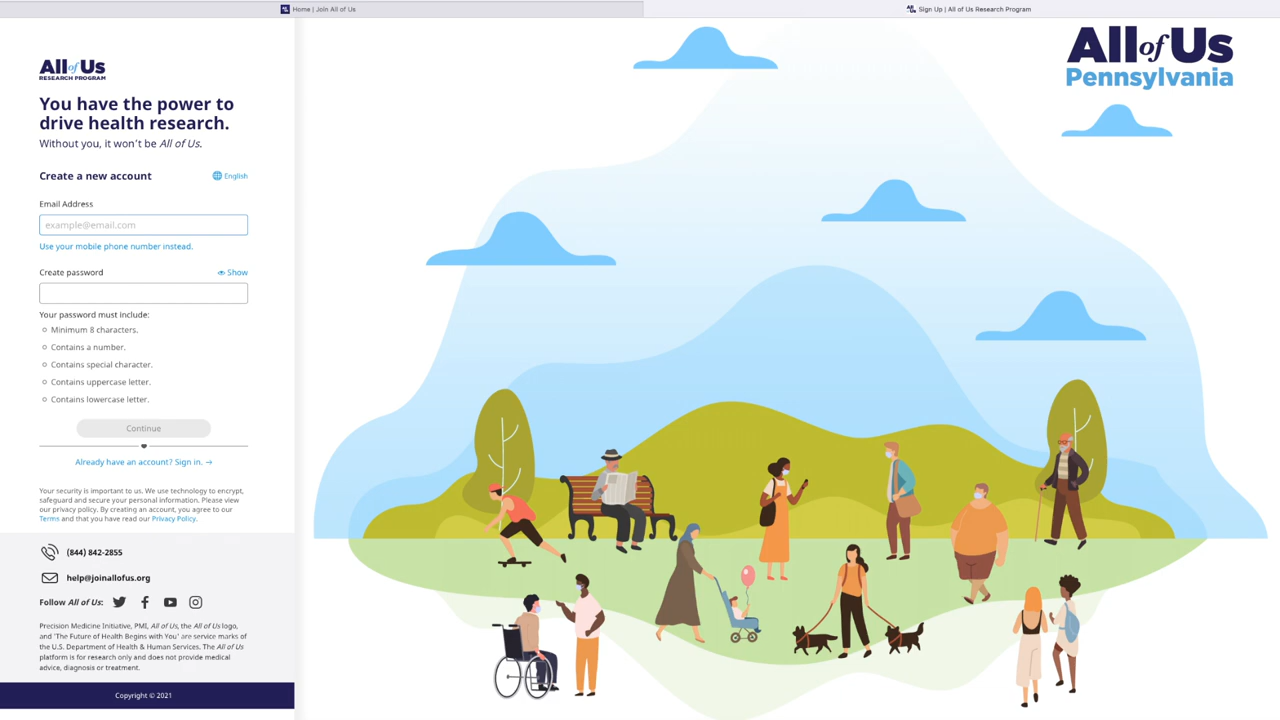 Home | Join All of Us
Sign Up | All of Us Research Program
All of Us
RESEARCH PROGRAM
You have the power to
drive health research.
Without you, it won't be All of Us.
Create a new account
English
Email Address
example@email.com
Use your mobile phone number instead.
Create password
Show
Your password must include:
Minimum 8 characters.
Contains a number.
Contains special character.
Contains uppercase letter.
Contains lowercase letter.
Continue
Already have an account? Sign in. →
Your security is important to us. We use technology to encrypt,
safeguard and secure your personal information. Please view
our privacy policy. By creating an account, you agree to our
Terms and that you have read our Privacy Policy.
(844) 842-2855
help@joinallofus.org
Follow All of Us:
Precision Medicine Initiative, PMI, All of Us, the All of Us logo,
and 'The Future of Health Begins with You' are service marks of
the U.S. Department of Health & Human Services. The All of Us
platform is for research only and does not provide medical
advice, diagnosis or treatment.
Copyright © 2021
All of Us
Pennsylvania